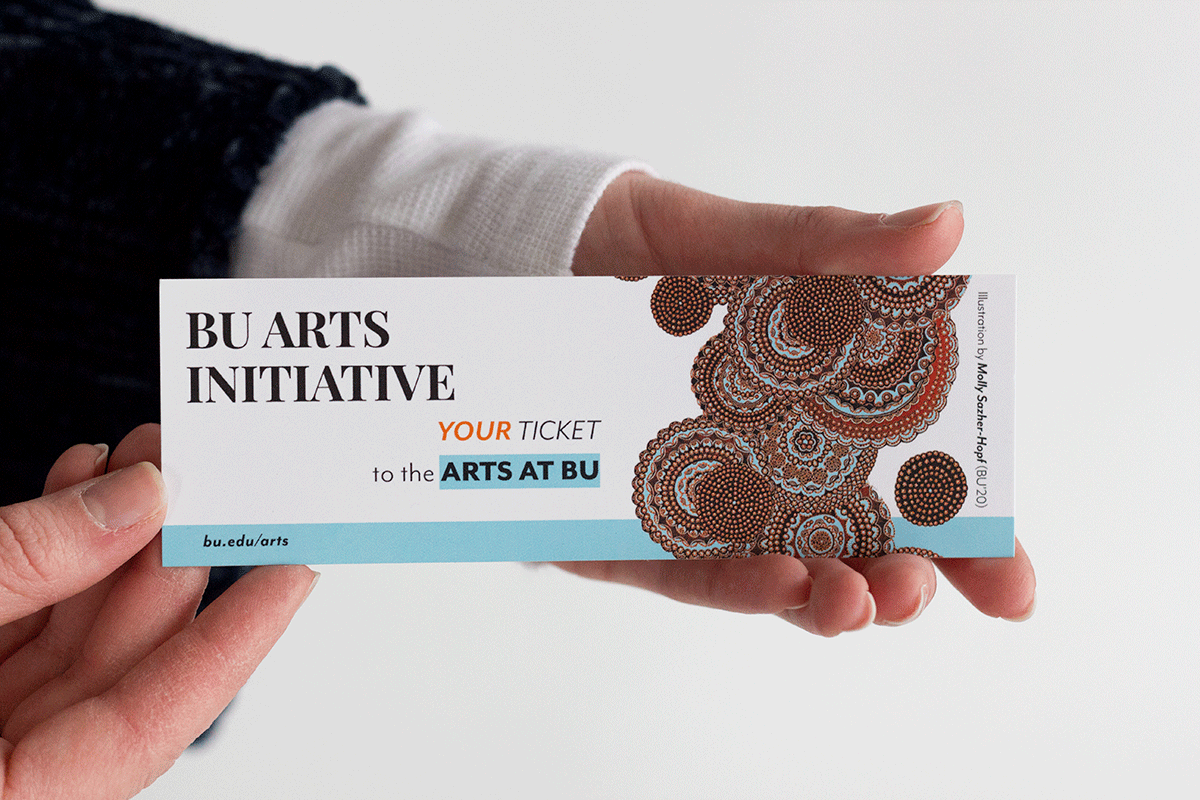 BU ARTS
INITIATIVE
YOUR TICKET
to the ARTS AT BU
bu.edu/arts
Illustration by Molly Sazher-Hopf (BU'20)